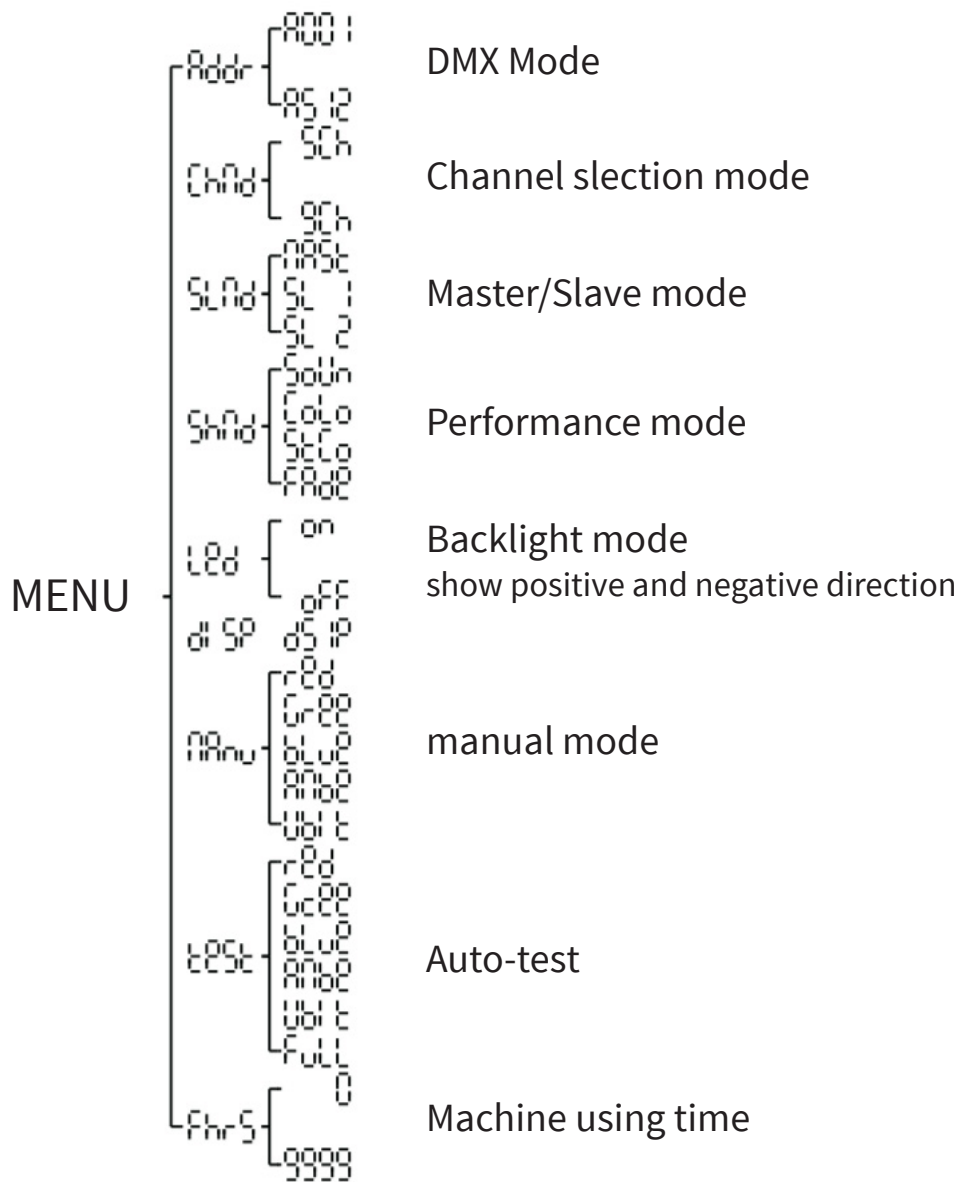 MENU
Addr
A001
A512
DMX Mode
ChMd
5Ch
9Ch
Channel slection mode
SLMd
MASt
SL 1
SL 2
Master/Slave mode
ShMd
SoUn
CoLo
ScCo
FAde
Performance mode
Led
on
oFF
Backlight mode
show positive and negative direction
diSP dSIP
MAnu
red
Gree
bLue
AMbe
UbIt
manual mode
teSt
red
Gcee
bLue
AMbe
UbIt
fuLL
Auto-test
FhrS
0
9999
Machine using time